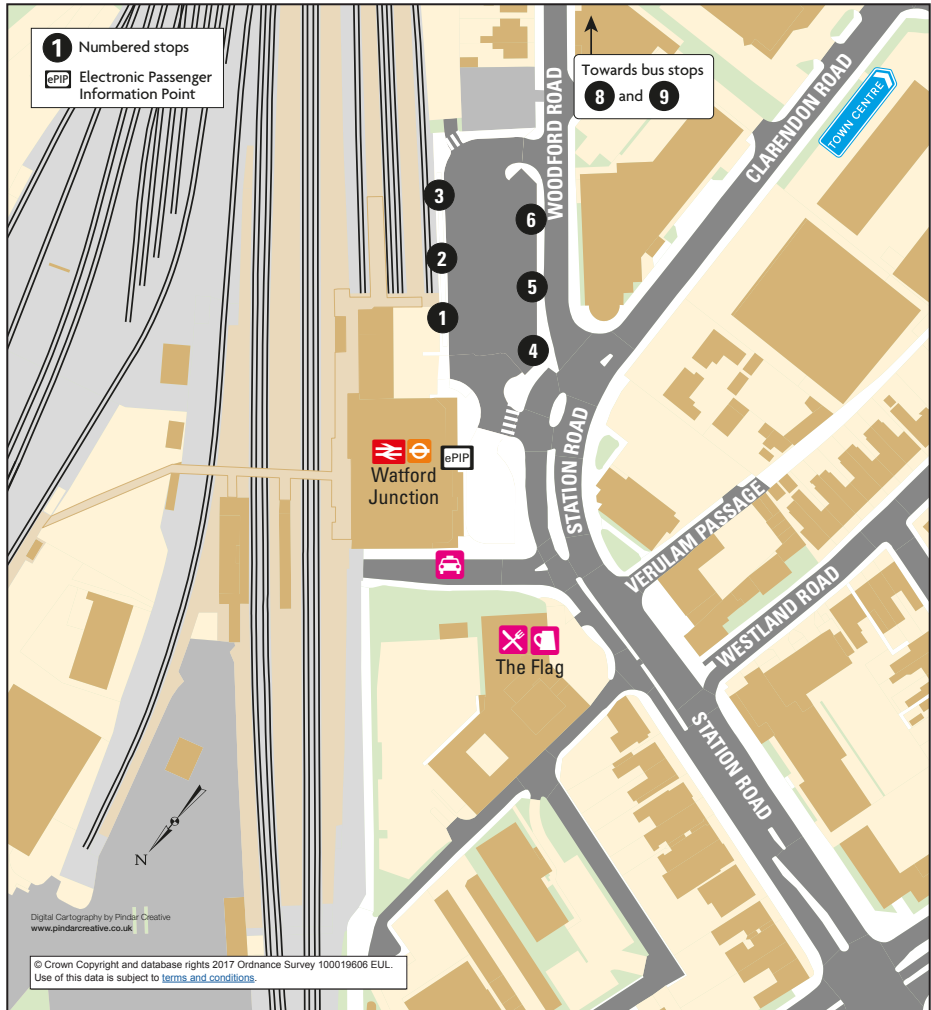 1 Numbered stops
ePIP Electronic Passenger
Information Point
Towards bus stops
8 and 9
WOODFORD ROAD
CLARENDON ROAD
TOWN CENTRE
3
6
2
5
1
4
ePIP
Watford
Junction
STATION ROAD
VERULAM PASSAGE
WESTLAND ROAD
The Flag
STATION ROAD
N
Digital Cartography by Pindar Creative
www.pindarcreative.co.uk
© Crown Copyright and database rights 2017 Ordnance Survey 100019606 EUL.
Use of this data is subject to terms and conditions.